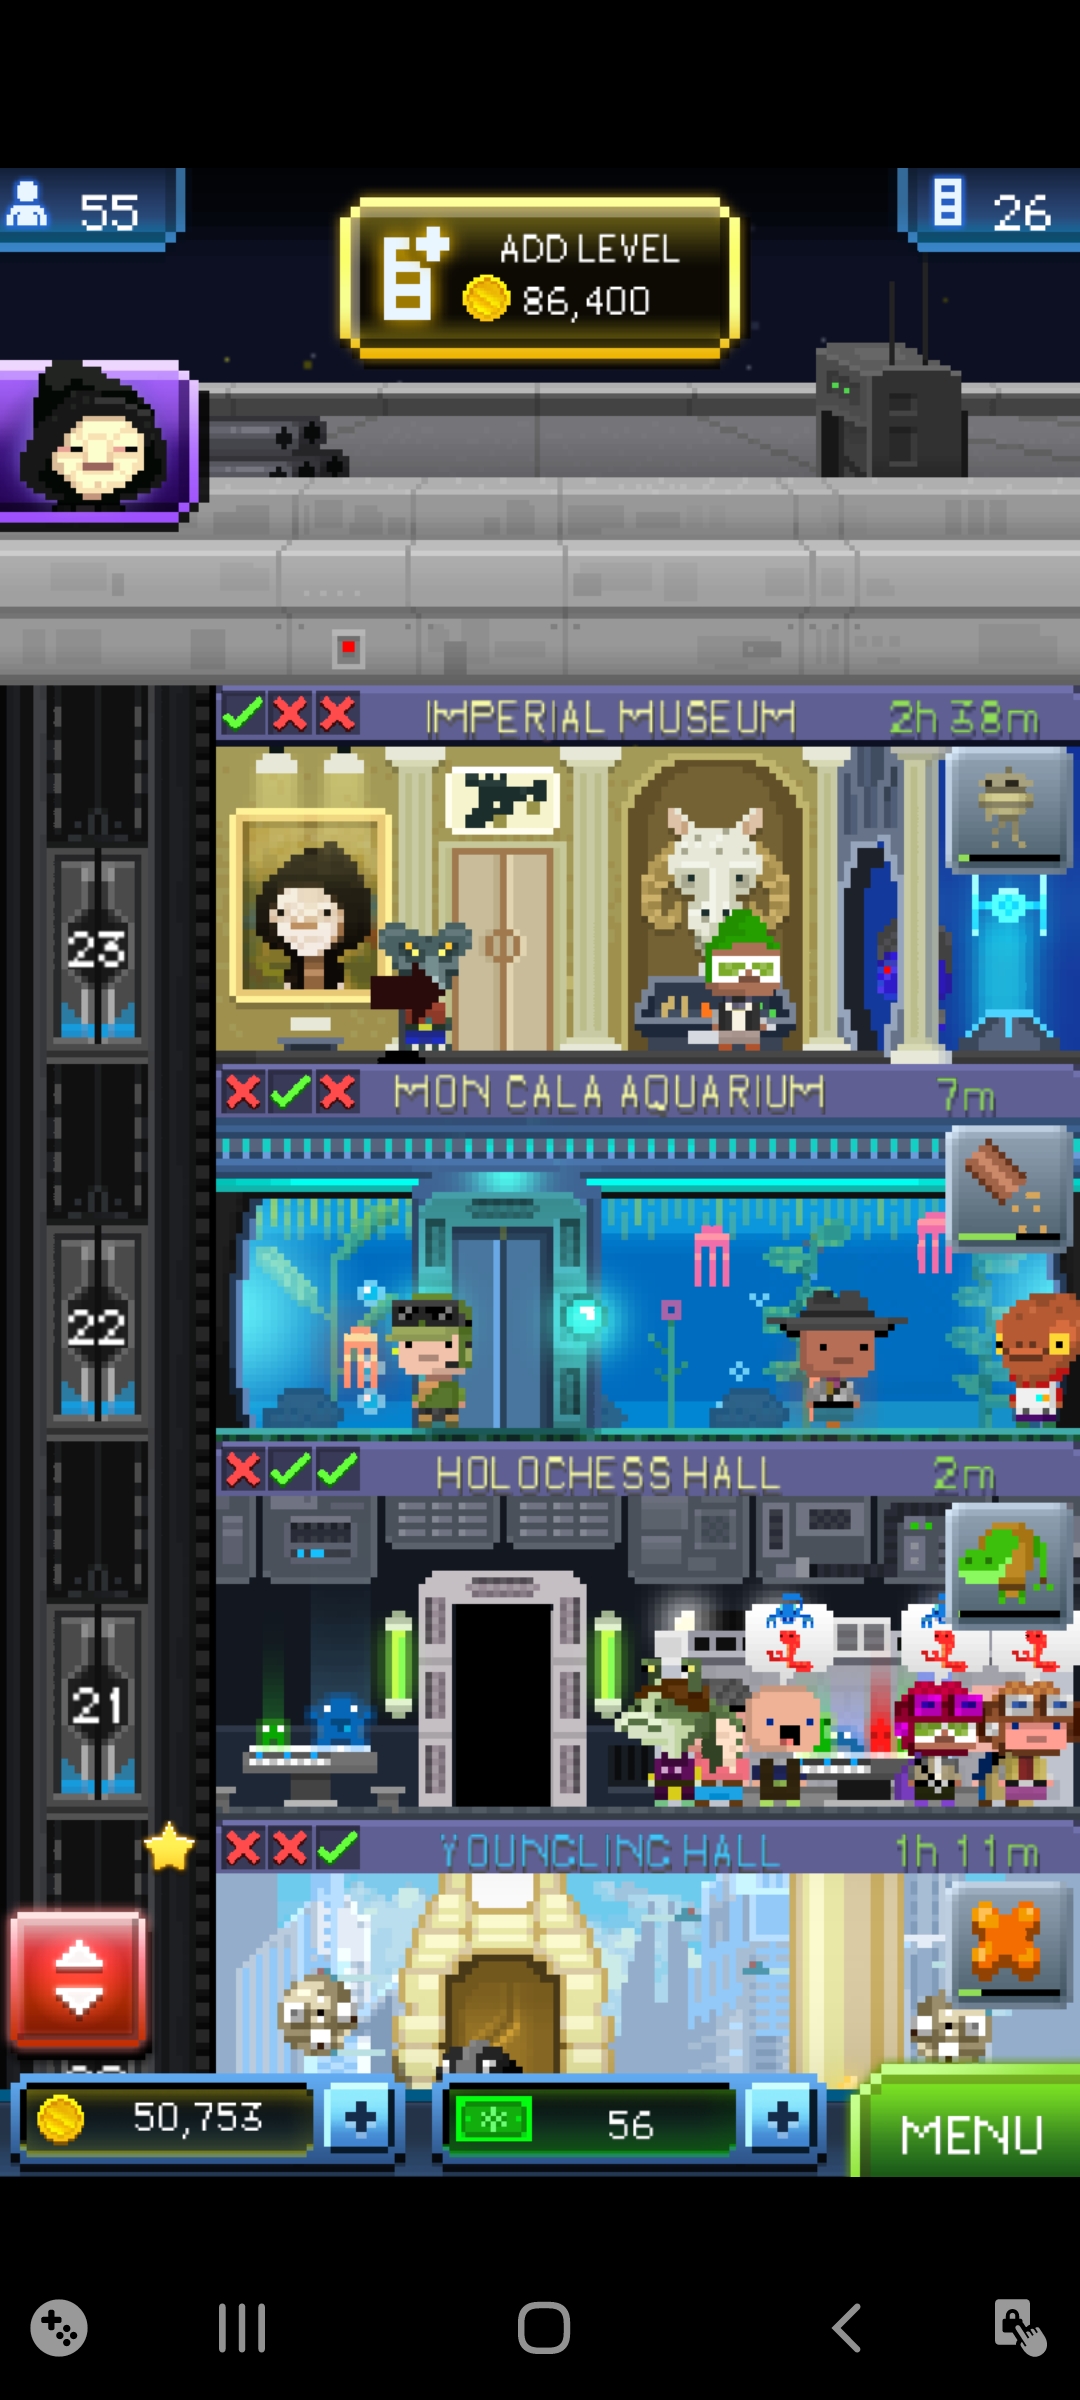 55
ADD LEVEL
86,400
26
IMPERIAL MUSEUM 2h 38m
23
MON CALA AQUARIUM 7m
22
HOLOCHESS HALL 2m
21
YOUNGLING HALL 1h 11m
50,753
56
MENU